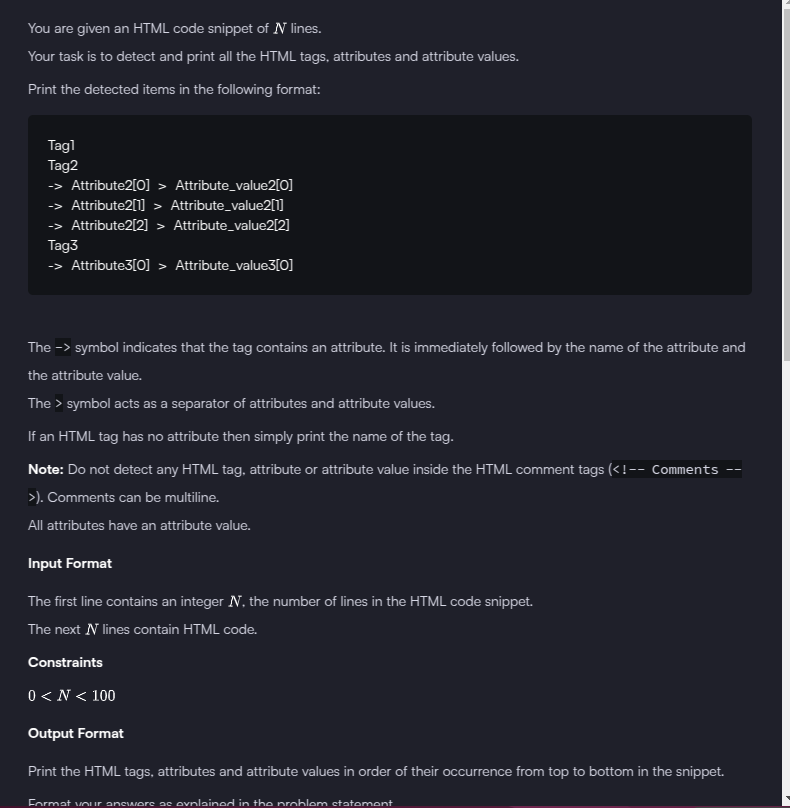 You are given an HTML code snippet of N lines.
Your task is to detect and print all the HTML tags, attributes and attribute values.
Print the detected items in the following format:
Tag1
Tag2
-> Attribute2[0] > Attribute_value2[0]
-> Attribute2[1] > Attribute_value2[1]
-> Attribute2[2] > Attribute_value2[2]
Tag3
-> Attribute3[0] > Attribute_value3[0]
The -> symbol indicates that the tag contains an attribute. It is immediately followed by the name of the attribute and
the attribute value.
The > symbol acts as a separator of attributes and attribute values.
If an HTML tag has no attribute then simply print the name of the tag.
Note: Do not detect any HTML tag, attribute or attribute value inside the HTML comment tags (<!-- Comments --
>). Comments can be multiline.
All attributes have an attribute value.
Input Format
The first line contains an integer N, the number of lines in the HTML code snippet.
The next N lines contain HTML code.
Constraints
0 < N < 100
Output Format
Print the HTML tags, attributes and attribute values in order of their occurrence from top to bottom in the snippet.
Format your answers as explained in the problem statement.